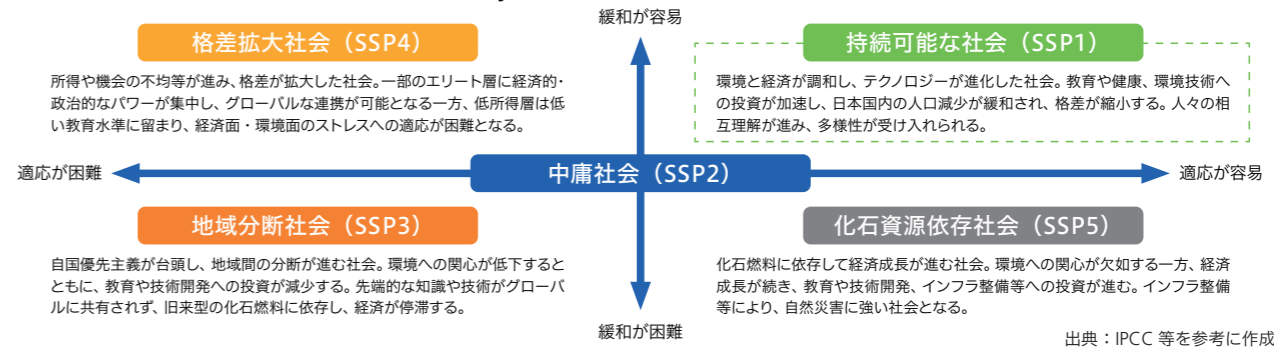 緩和が容易
格差拡大社会（SSP4）
所得や機会の不均等が進み、格差が拡大した社会。一部のエリート層に経済的・
政治的なパワーが集中し、グローバルな連携が可能となる一方、低所得層は低
い教育水準に留まり、経済面・環境面のストレスへの適応が困難となる。
持続可能な社会（SSP1）
環境と経済が調和し、テクノロジーが進化した社会。教育や健康、環境技術へ
の投資が加速し、日本国内の人口減少が緩和され、格差が縮小する。人々の相
互理解が進み、多様性が受け入れられる。
適応が困難
中庸社会（SSP2）
適応が容易
地域分断社会（SSP3）
自国優先主義が台頭し、地域間の分断が進む社会。環境への関心が低下すると
ともに、教育や技術開発への投資が減少する。先端的な知識や技術がグローバ
ルに共有されず、旧来型の化石燃料に依存し、経済が停滞する。
化石資源依存社会（SSP5）
化石燃料に依存して経済成長が進む社会。環境への関心が欠如する一方、経済
成長が続き、教育や技術開発、インフラ整備等への投資が進む。インフラ整備
等により、自然災害に強い社会となる。
緩和が困難
出典：IPCC 等を参考に作成